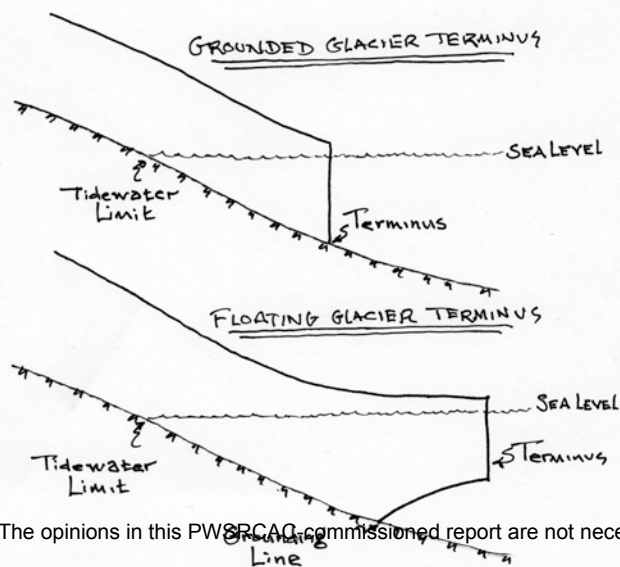 GROUNDED GLACIER TERMINUS
SEA LEVEL
Tidewater
Limit
Terminus
FLOATING GLACIER TERMINUS
SEA LEVEL
Tidewater
Limit
Terminus
The opinions in this PWSRCAC-commissioned report are not nece
Grounding
Line